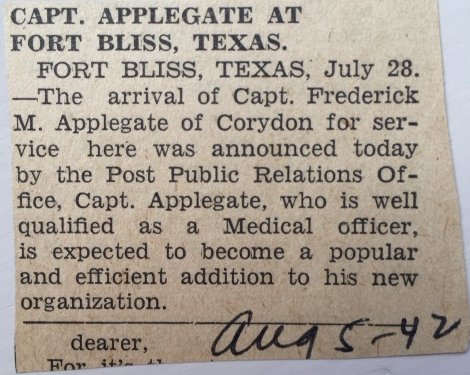 CAPT. APPLEGATE AT
FORT BLISS, TEXAS.
FORT BLISS, TEXAS, July 28.
—The arrival of Capt. Frederick
M. Applegate of Corydon for ser-
vice here was announced today
by the Post Public Relations Of-
fice, Capt. Applegate, who is well
qualified as a Medical officer,
is expected to become a popular
and efficient addition to his new
organization.
Aug 5-42
dearer,
For it's